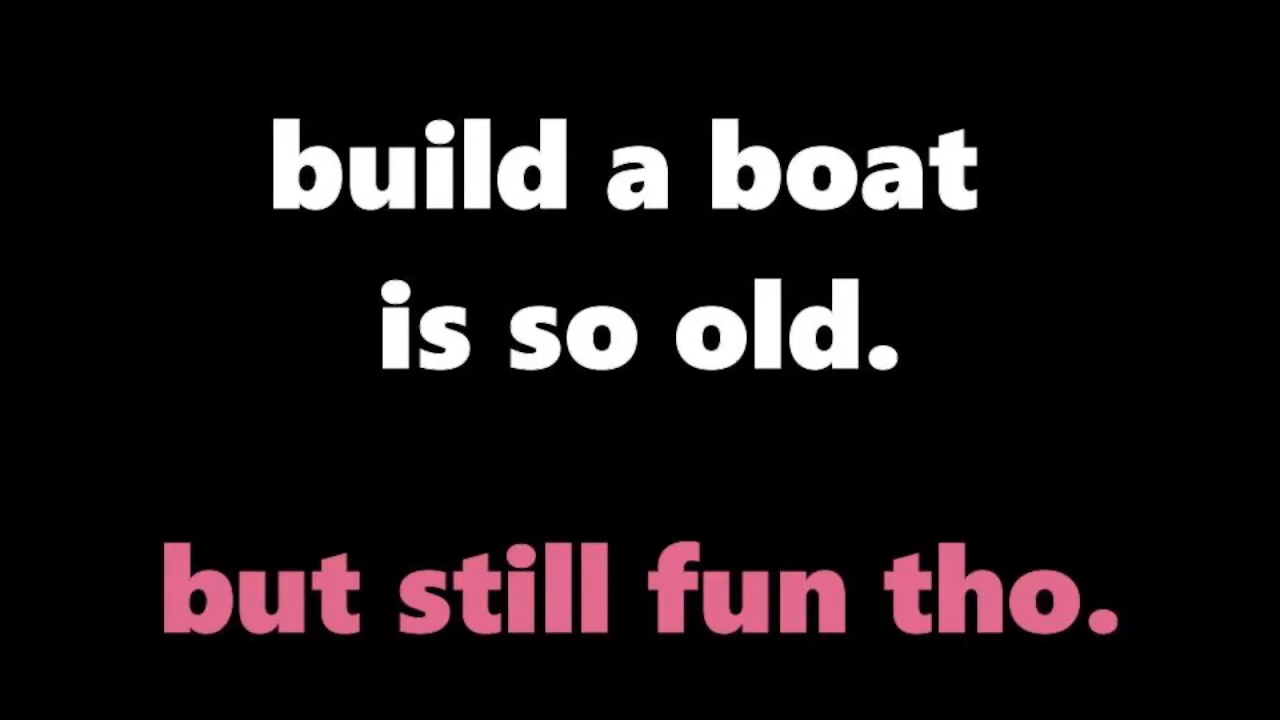 build a boat
is so old.
but still fun tho.